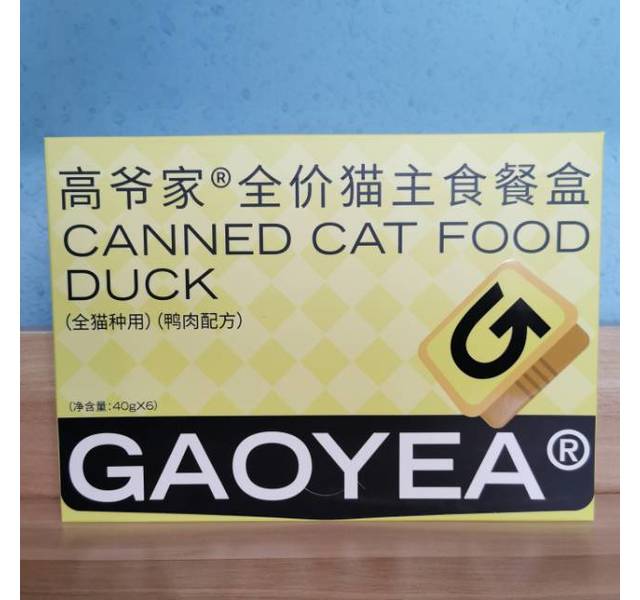 高爷家®全价猫主食餐盒
CANNED CAT FOOD
DUCK
(全猫种用)(鸭肉配方)
(净含量:40gX6)
GAOYEA®